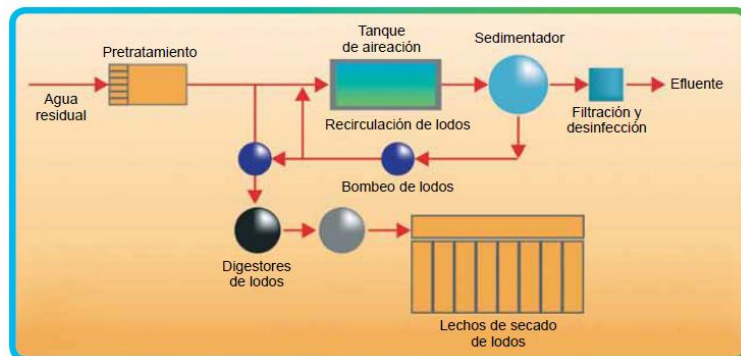 Pretratamiento
Agua
residual
Tanque
de aireación
Sedimentador
Recirculación de lodos
Filtración y
desinfección
Efluente
Bombeo de lodos
Digestores
de lodos
Lechos de secado
de lodos